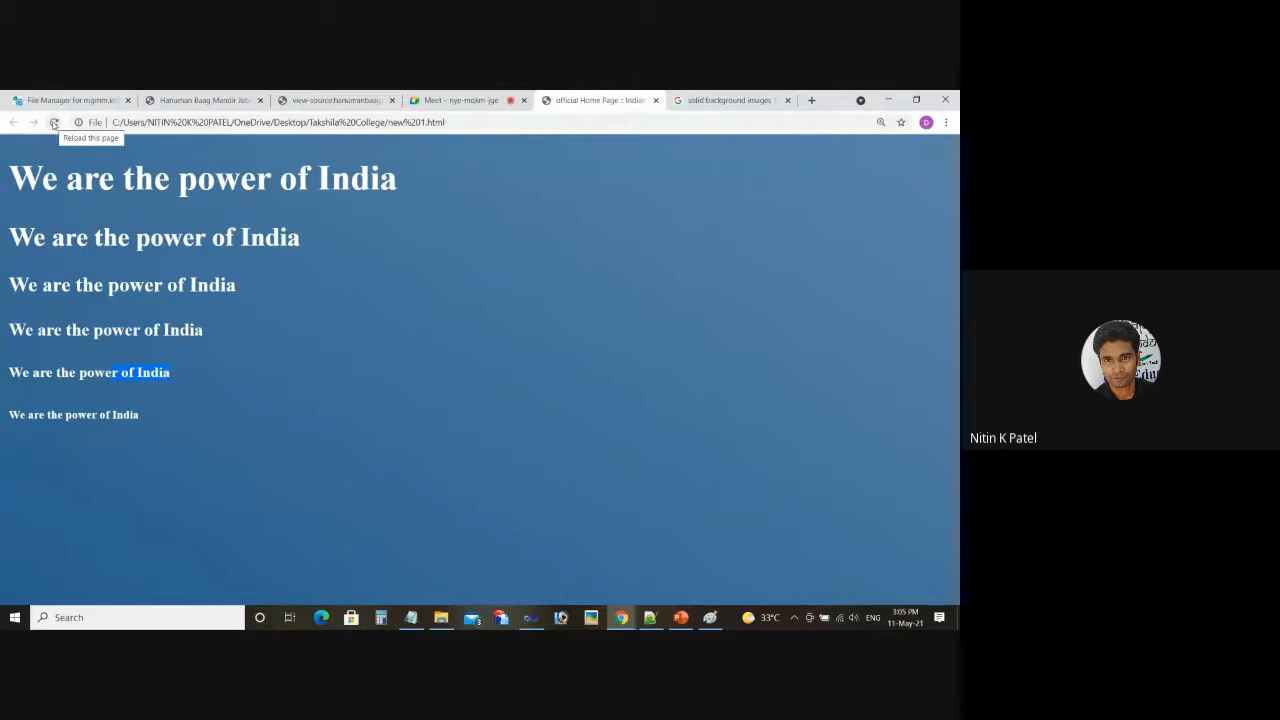 File Manager for mgmm.im
Hanuman Baag Mandir Jab
view-source:hanumanbaag
Meet – nye-mqkm-jge
official Home Page :: Indian
solid background images
File
C:/Users/NITIN%20K%20PATEL/OneDrive/Desktop/Takshila%20College/new%201.html
D
Reload this page
We are the power of India
We are the power of India
We are the power of India
We are the power of India
We are the power of India
We are the power of India
Nitin K Patel
Search
3
33°C
ENG
3:05 PM
11-May-21